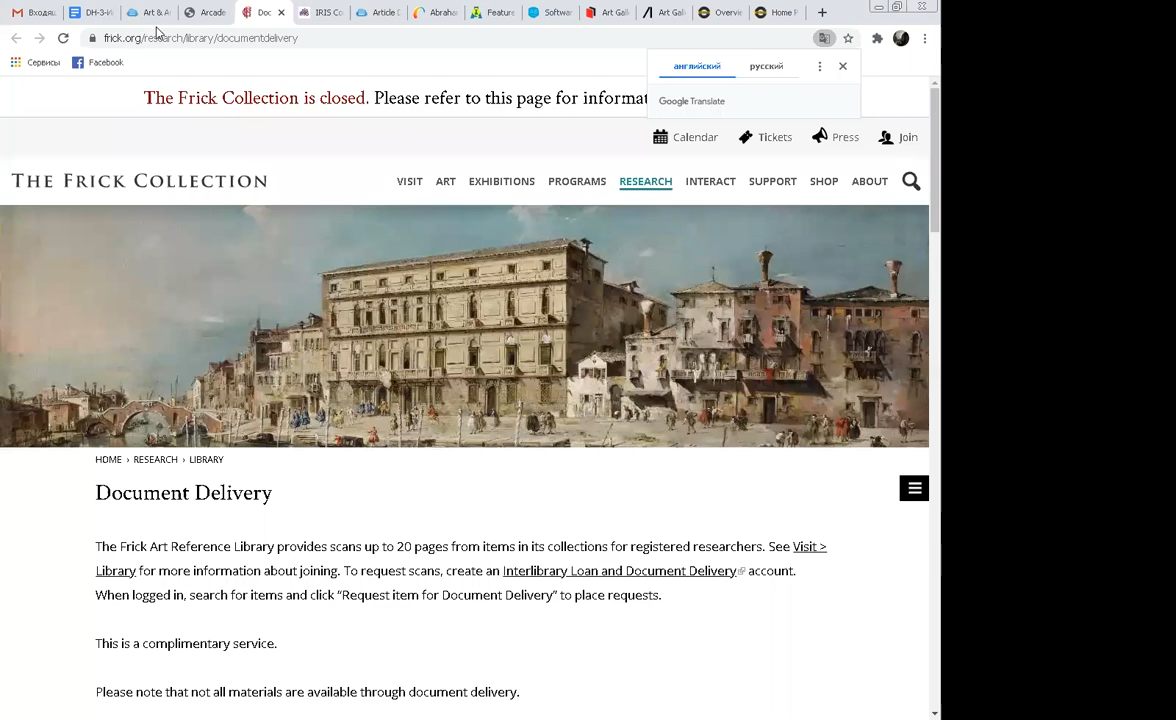 Входящ
DH-3-И
Art & A
Arcade
Doc
IRIS Co
Article D
Abraha
Feature
Softwar
Art Gall
Art Gall
Overvie
Home P
frick.org/research/library/documentdelivery
Сервисы
Facebook
английский
русский
Google Translate
The Frick Collection is closed. Please refer to this page for informat
Calendar
Tickets
Press
Join
THE FRICK COLLECTION
VISIT
ART
EXHIBITIONS
PROGRAMS
RESEARCH
INTERACT
SUPPORT
SHOP
ABOUT
HOME › RESEARCH › LIBRARY
Document Delivery
The Frick Art Reference Library provides scans up to 20 pages from items in its collections for registered researchers. See Visit >
Library for more information about joining. To request scans, create an Interlibrary Loan and Document Delivery account.
When logged in, search for items and click “Request item for Document Delivery” to place requests.
This is a complimentary service.
Please note that not all materials are available through document delivery.